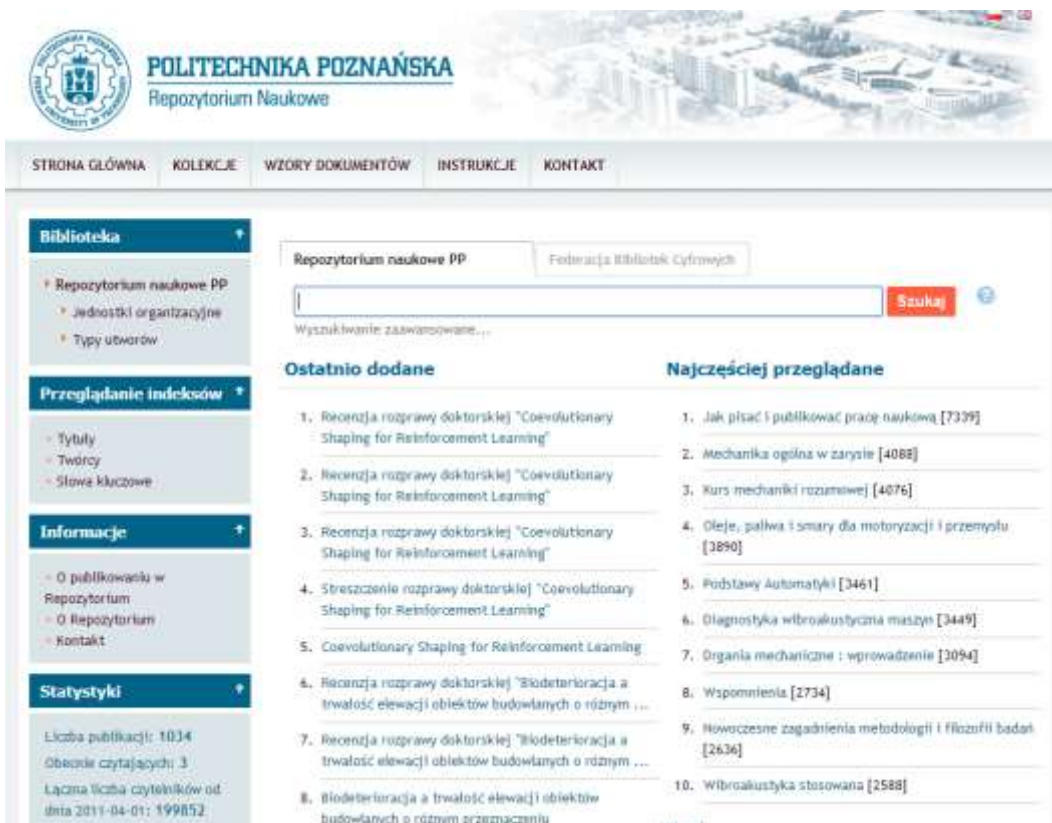 POLITECHNIKA POZNAŃSKA
Repozytorium Naukowe
STRONA GŁÓWNA
KOLEKCJE
WZORY DOKUMENTÓW
INSTRUKCJE
KONTAKT
Biblioteka
Repozytorium naukowe PP
Jednostki organizacyjne
Typy utworów
Przeglądanie indeksów
Tytuły
Twórcy
Słowa kluczowe
Informacje
O publikowaniu w
Repozytorium
O Repozytorium
Kontakt
Statystyki
Liczba publikacji: 1034
Obecnie czytających: 3
Łączna liczba czytelników od
dnia 2011-04-01: 199852
Repozytorium naukowe PP
Federacja Bibliotek Cyfrowych
Szukaj
Wyszukiwanie zaawansowane...
Ostatnio dodane
1. Recenzja rozprawy doktorskiej "Coevolutionary
Shaping for Reinforcement Learning"
2. Recenzja rozprawy doktorskiej "Coevolutionary
Shaping for Reinforcement Learning"
3. Recenzja rozprawy doktorskiej "Coevolutionary
Shaping for Reinforcement Learning"
4. Streszczenie rozprawy doktorskiej "Coevolutionary
Shaping for Reinforcement Learning"
5. Coevolutionary Shaping for Reinforcement Learning
6. Recenzja rozprawy doktorskiej "Biodeterioracja a
trwałość elewacji obiektów budowlanych o różnym ...
7. Recenzja rozprawy doktorskiej "Biodeterioracja a
trwałość elewacji obiektów budowlanych o różnym ...
8. Biodeterioracja a trwałość elewacji obiektów
budowlanych o różnym przeznaczeniu
Najczęściej przeglądane
1. Jak pisać i publikować pracę naukową [7339]
2. Mechanika ogólna w zarysie [4088]
3. Kurs mechaniki rozumowej [4076]
4. Oleje, paliwa i smary dla motoryzacji i przemysłu
[3890]
5. Podstawy Automatyki [3461]
6. Diagnostyka wibroakustyczna maszyn [3449]
7. Drgania mechaniczne : wprowadzenie [3094]
8. Wspomnienia [2734]
9. Nowoczesne zagadnienia metodologii i filozofii badań
[2636]
10. Wibroakustyka stosowana [2588]